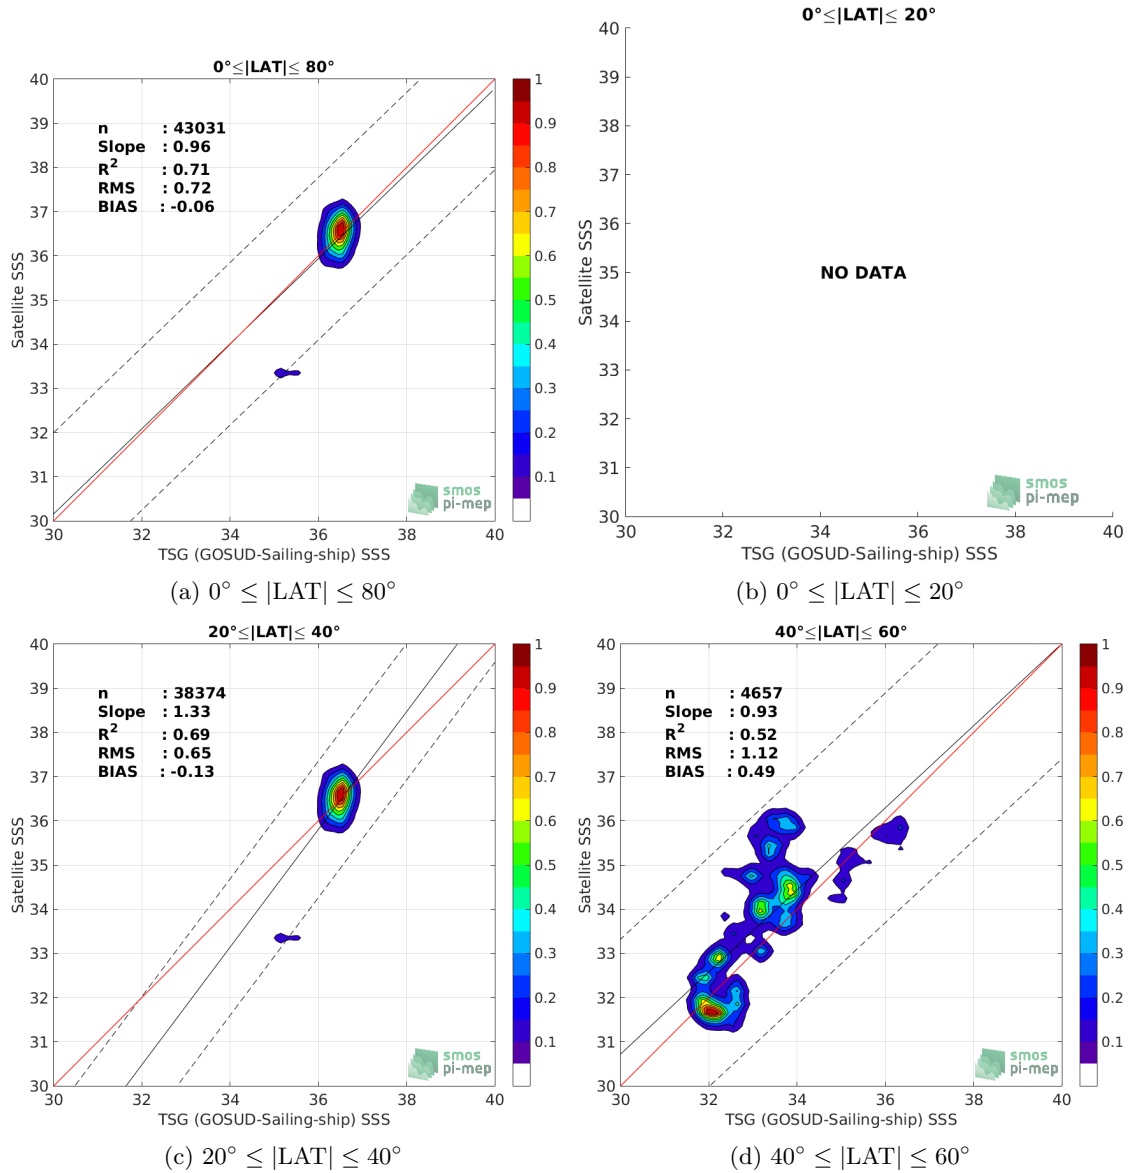 0°≤|LAT|≤ 80°
40
39
38
37
36
35
34
33
32
31
30
Satellite SSS
n : 43031
Slope : 0.96
R² : 0.71
RMS : 0.72
BIAS : -0.06
30 32 34 36 38 40
TSG (GOSUD-Sailing-ship) SSS
1
0.9
0.8
0.7
0.6
0.5
0.4
0.3
0.2
0.1
smos
pi-mep
(a) 0° ≤ |LAT| ≤ 80°
0°≤|LAT|≤ 20°
40
39
38
37
36
35
34
33
32
31
30
Satellite SSS
NO DATA
30 32 34 36 38 40
TSG (GOSUD-Sailing-ship) SSS
smos
pi-mep
(b) 0° ≤ |LAT| ≤ 20°
20°≤|LAT|≤ 40°
40
39
38
37
36
35
34
33
32
31
30
Satellite SSS
n : 38374
Slope : 1.33
R² : 0.69
RMS : 0.65
BIAS : -0.13
30 32 34 36 38 40
TSG (GOSUD-Sailing-ship) SSS
1
0.9
0.8
0.7
0.6
0.5
0.4
0.3
0.2
0.1
smos
pi-mep
(c) 20° ≤ |LAT| ≤ 40°
40°≤|LAT|≤ 60°
40
39
38
37
36
35
34
33
32
31
30
Satellite SSS
n : 4657
Slope : 0.93
R² : 0.52
RMS : 1.12
BIAS : 0.49
30 32 34 36 38 40
TSG (GOSUD-Sailing-ship) SSS
1
0.9
0.8
0.7
0.6
0.5
0.4
0.3
0.2
0.1
smos
pi-mep
(d) 40° ≤ |LAT| ≤ 60°